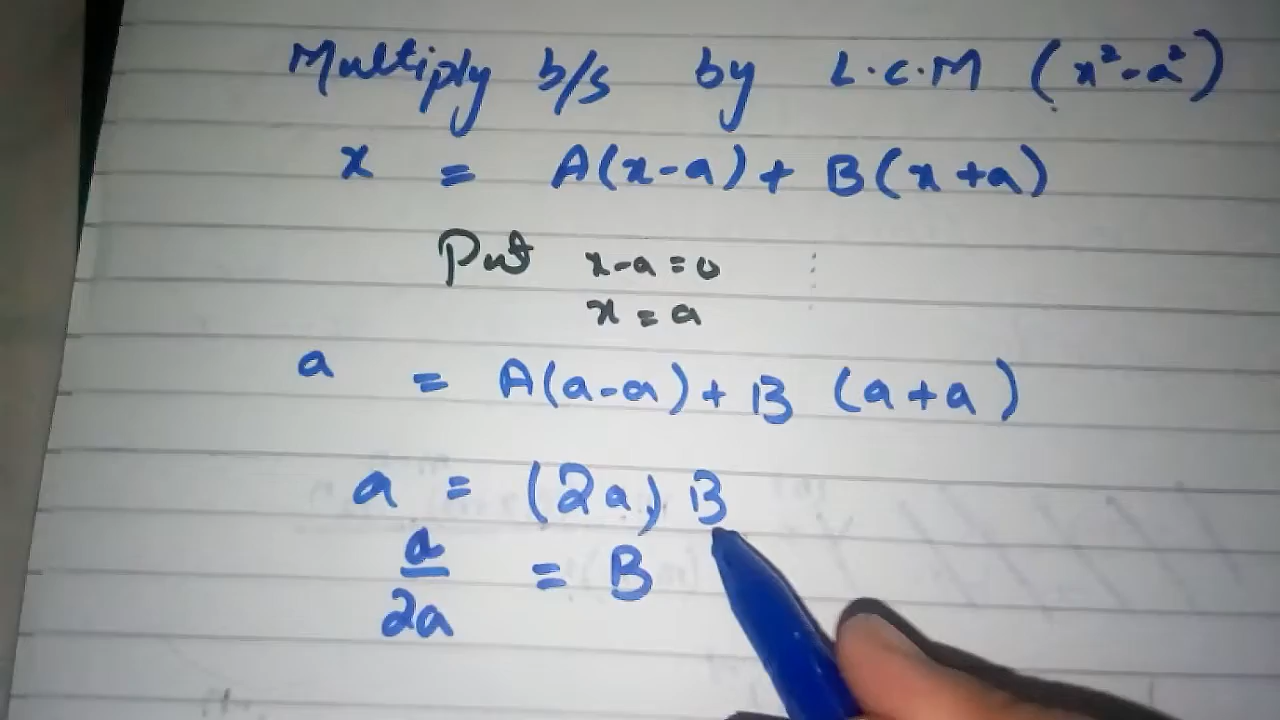 Multiply b/s by L.C.M (x²-a²)
x = A(x-a) + B(x+a)
Put x-a=0
x = a
a = A(a-a) + B (a+a)
a = (2a) B
a/2a = B